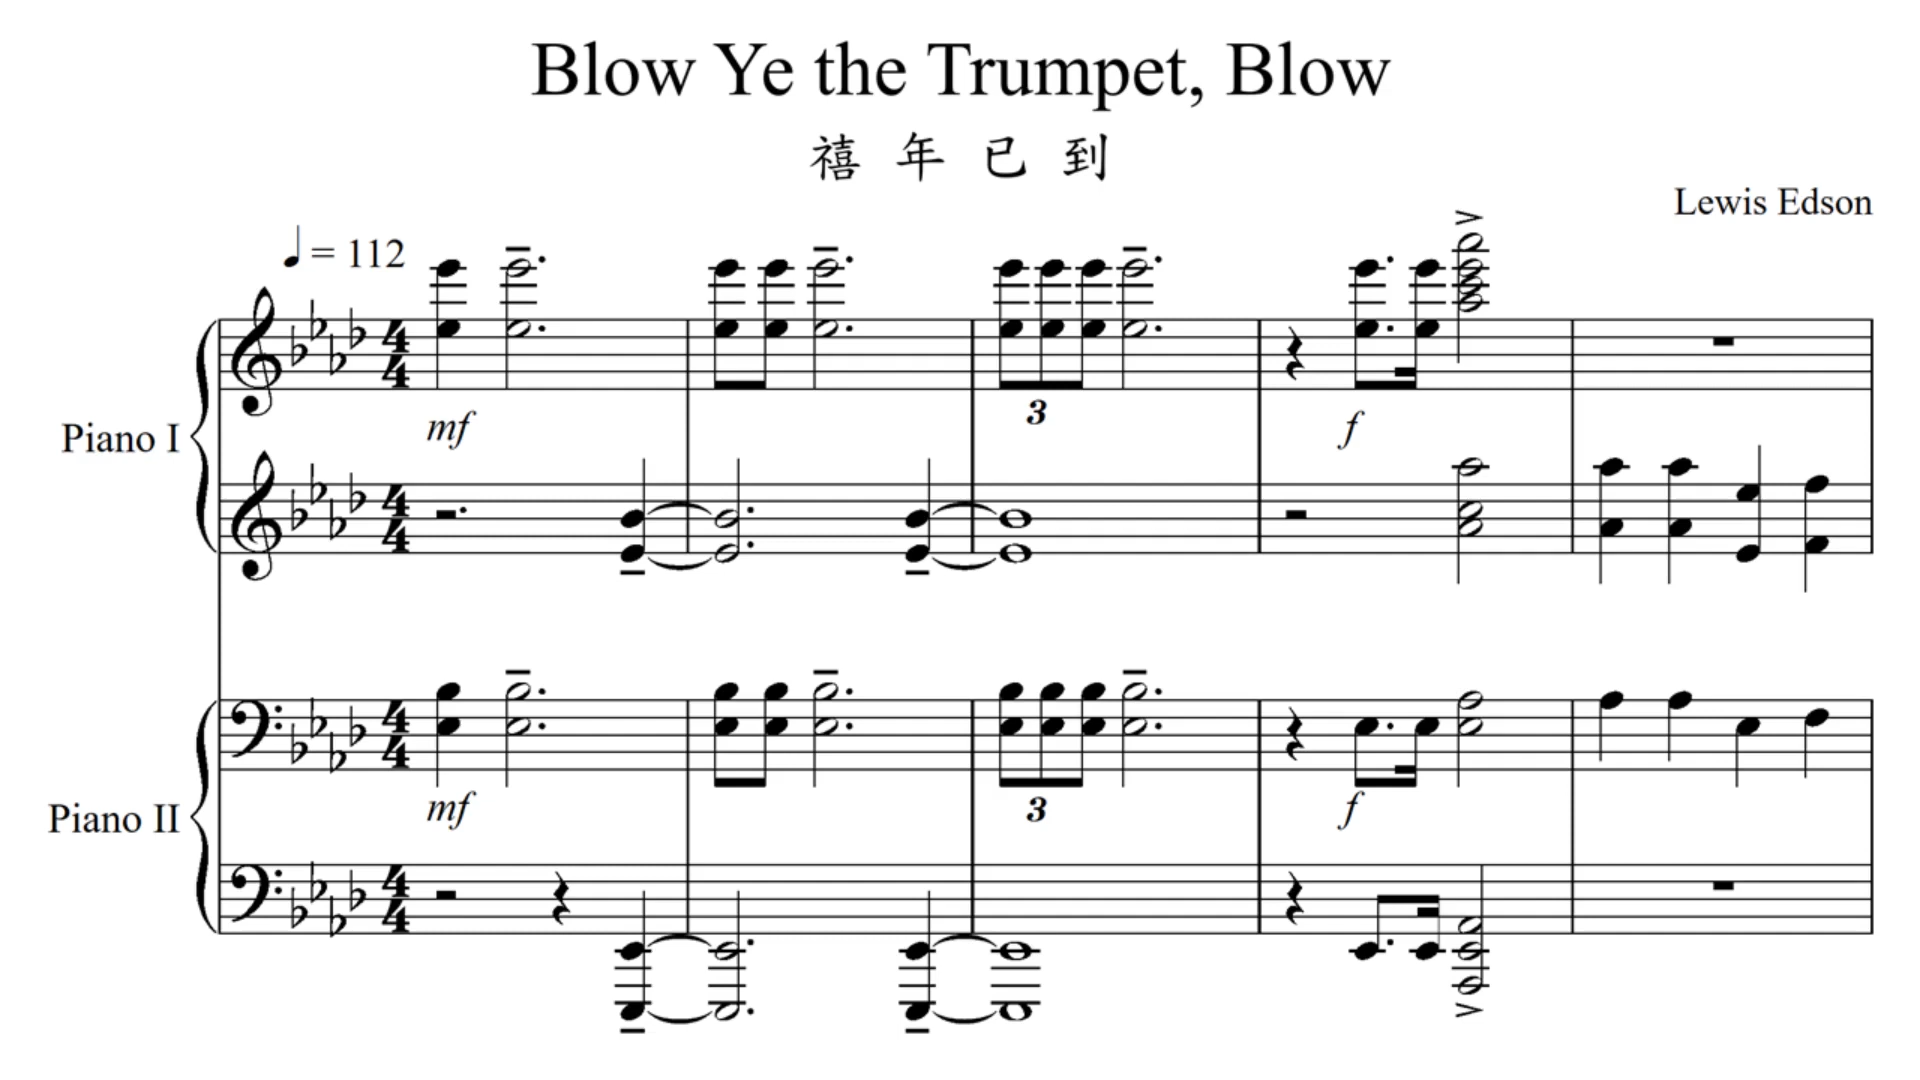 Blow Ye the Trumpet, Blow
禧 年 已 到
Lewis Edson
♩ = 112
Piano I
mf
3
f
Piano II
mf
3
f